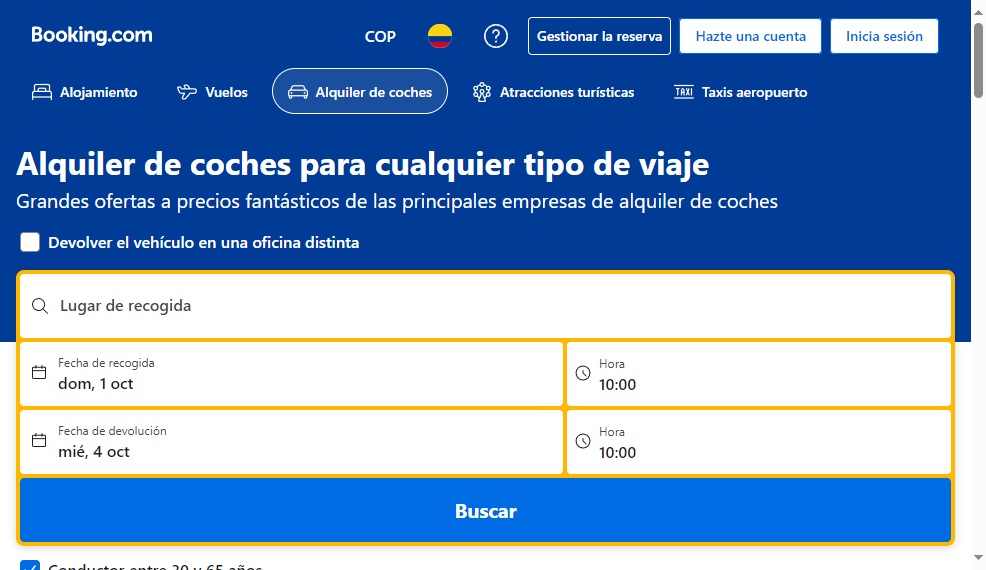 Booking.com
COP
Gestionar la reserva
Hazte una cuenta
Inicia sesión
Alojamiento
Vuelos
Alquiler de coches
Atracciones turísticas
TAXI
Taxis aeropuerto
Alquiler de coches para cualquier tipo de viaje
Grandes ofertas a precios fantásticos de las principales empresas de alquiler de coches
Devolver el vehículo en una oficina distinta
Lugar de recogida
Fecha de recogida
dom, 1 oct
Hora
10:00
Fecha de devolución
mié, 4 oct
Hora
10:00
Buscar
Conductor entre 30 y 65 años